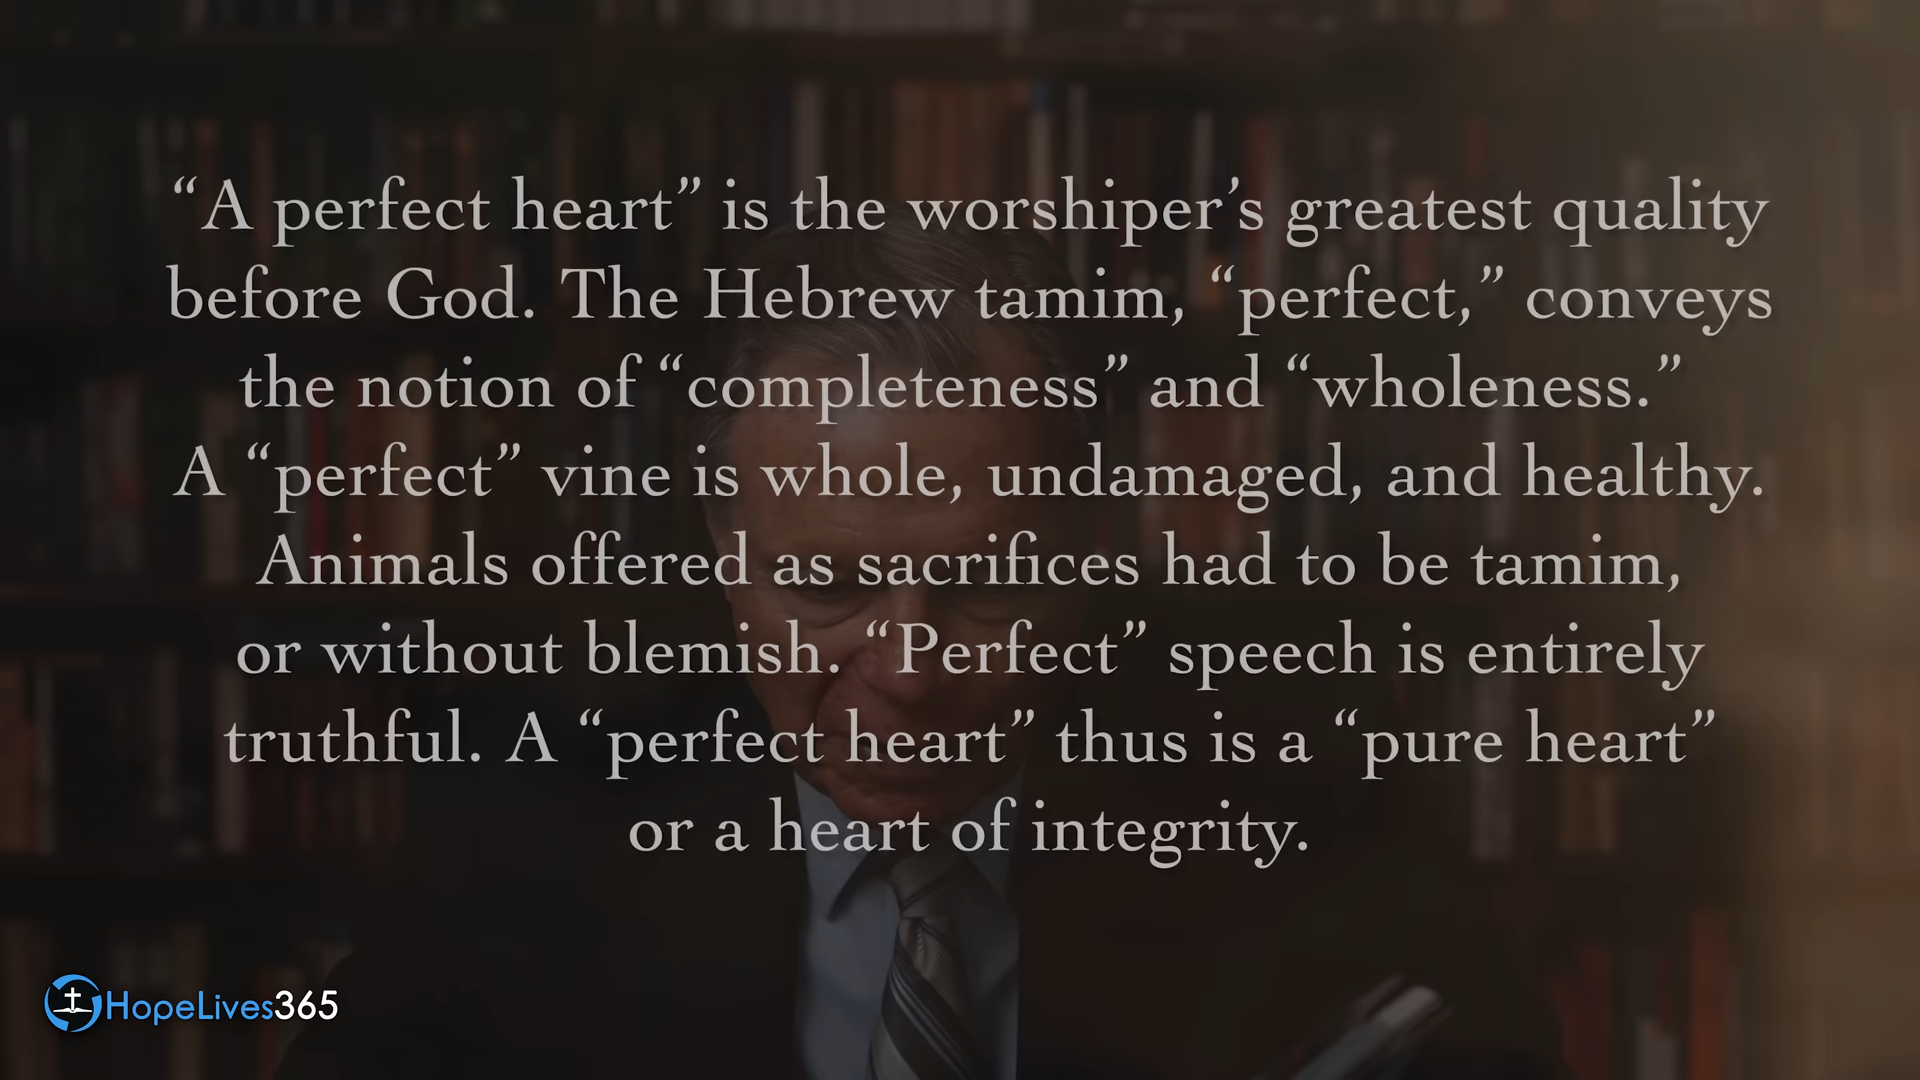 “A perfect heart” is the worshiper’s greatest quality
before God. The Hebrew tamim, “perfect,” conveys
the notion of “completeness” and “wholeness.”
A “perfect” vine is whole, undamaged, and healthy.
Animals offered as sacrifices had to be tamim,
or without blemish. “Perfect” speech is entirely
truthful. A “perfect heart” thus is a “pure heart”
or a heart of integrity.
HopeLives365